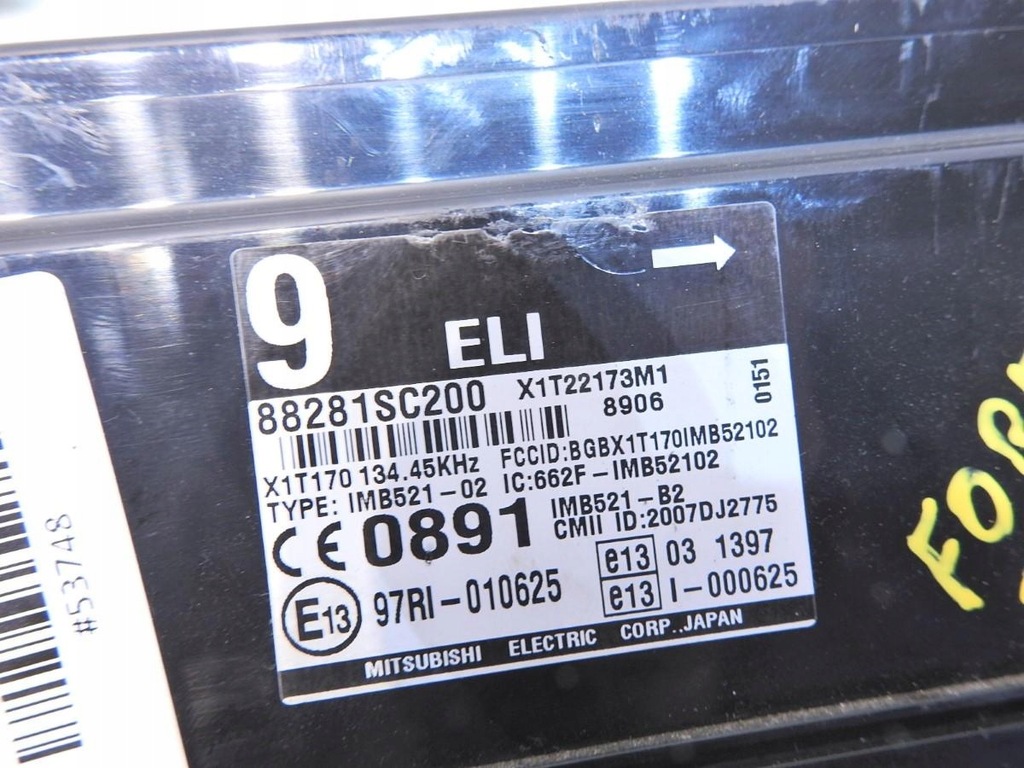 9
ELI
88281SC200 X1T22173M1
8906
0151
X1T170 134.45KHz FCCID:BGBX1T170IMB52102
TYPE: IMB521-02 IC:662F-IMB52102
CE 0891 IMB521-B2
CMII ID:2007DJ2775
E13 97RI-010625
e13 03 1397
e13 I-000625
MITSUBISHI ELECTRIC CORP.,JAPAN
#53748